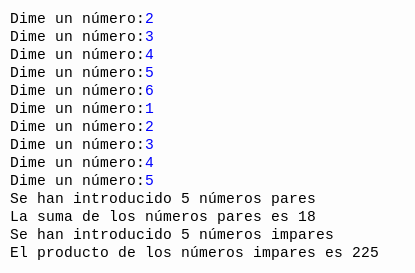 Dime un número:2
Dime un número:3
Dime un número:4
Dime un número:5
Dime un número:6
Dime un número:1
Dime un número:2
Dime un número:3
Dime un número:4
Dime un número:5
Se han introducido 5 números pares
La suma de los números pares es 18
Se han introducido 5 números impares
El producto de los números impares es 225